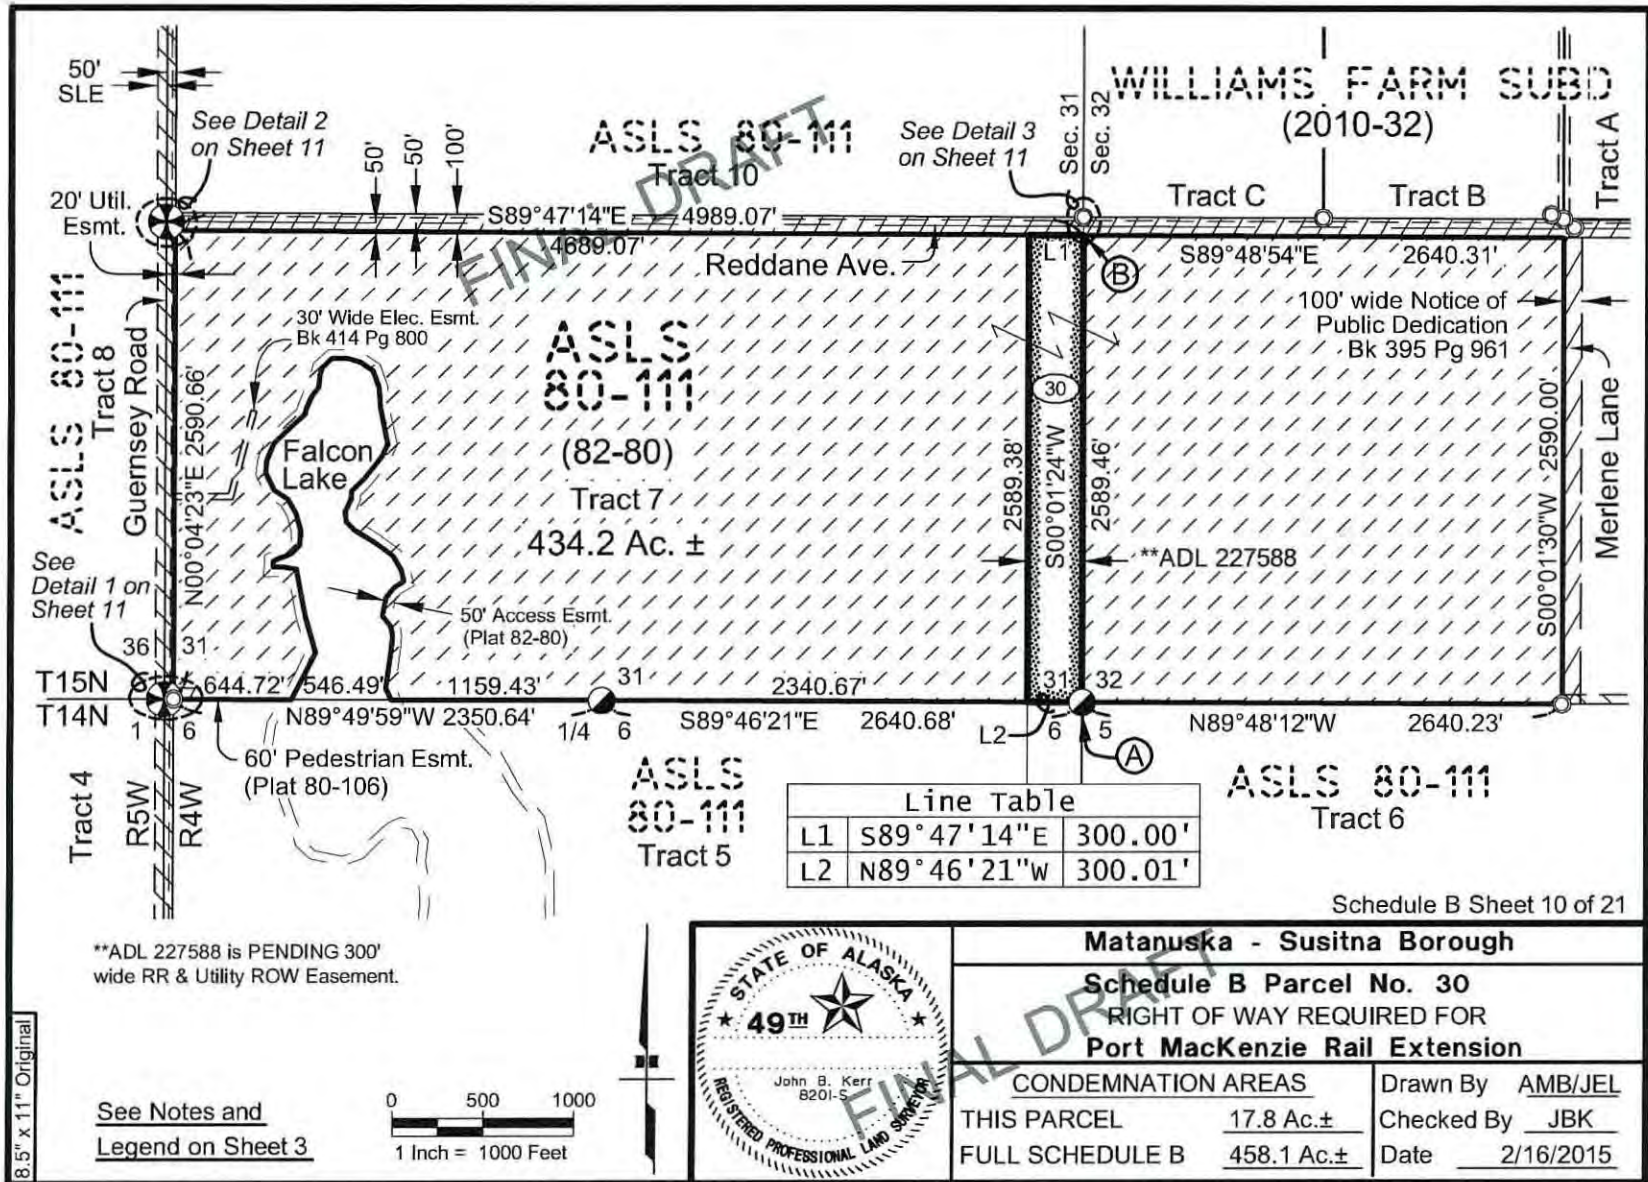 50'
SLE
See Detail 2
on Sheet 11
20' Util.
Esmt.
50'
50'
100'
ASLS 80-111
Tract 10
See Detail 3
on Sheet 11
Sec. 31
Sec. 32
WILLIAMS FARM SUBD
(2010-32)
Tract C
Tract B
Tract A
FINAL DRAFT
S89°47'14"E 4989.07'
4689.07'
Reddane Ave.
L1
B
S89°48'54"E 2640.31'
100' wide Notice of
Public Dedication
Bk 395 Pg 961
ASLS 80-111
Tract 8
Guernsey Road
N00°04'23"E 2590.66'
30' Wide Elec. Esmt.
Bk 414 Pg 800
Falcon
Lake
ASLS
80-111
(82-80)
Tract 7
434.2 Ac. ±
30
2589.38'
S00°01'24"W
2589.46'
**ADL 227588
S00°01'30"W 2590.00'
Merlene Lane
See
Detail 1 on
Sheet 11
50' Access Esmt.
(Plat 82-80)
36
31
T15N
T14N
1
6
644.72'
546.49'
1159.43'
31
2340.67'
31
32
N89°49'59"W 2350.64'
1/4
6
S89°46'21"E 2640.68'
L2
6
5
N89°48'12"W 2640.23'
A
60' Pedestrian Esmt.
(Plat 80-106)
Tract 4
R5W
R4W
ASLS
80-111
Tract 5
ASLS 80-111
Tract 6
Line Table
L1 S89°47'14"E 300.00'
L2 N89°46'21"W 300.01'
Schedule B Sheet 10 of 21
**ADL 227588 is PENDING 300'
wide RR & Utility ROW Easement.
8.5" x 11" Original
See Notes and
Legend on Sheet 3
0 500 1000
1 Inch = 1000 Feet
STATE OF ALASKA
49TH
John B. Kerr
8201-S
REGISTERED PROFESSIONAL LAND SURVEYOR
FINAL DRAFT
Matanuska - Susitna Borough
Schedule B Parcel No. 30
RIGHT OF WAY REQUIRED FOR
Port MacKenzie Rail Extension
CONDEMNATION AREAS
THIS PARCEL 17.8 Ac.±
FULL SCHEDULE B 458.1 Ac.±
Drawn By AMB/JEL
Checked By JBK
Date 2/16/2015